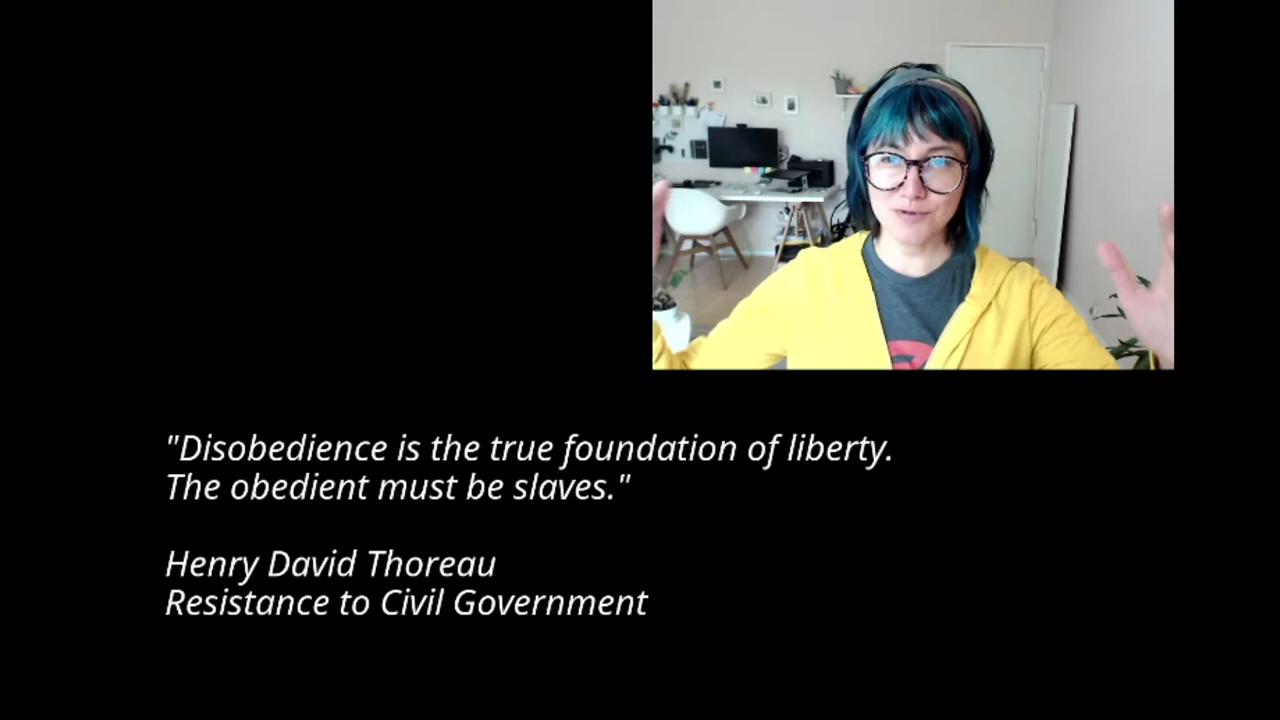 "Disobedience is the true foundation of liberty.
The obedient must be slaves."
Henry David Thoreau
Resistance to Civil Government